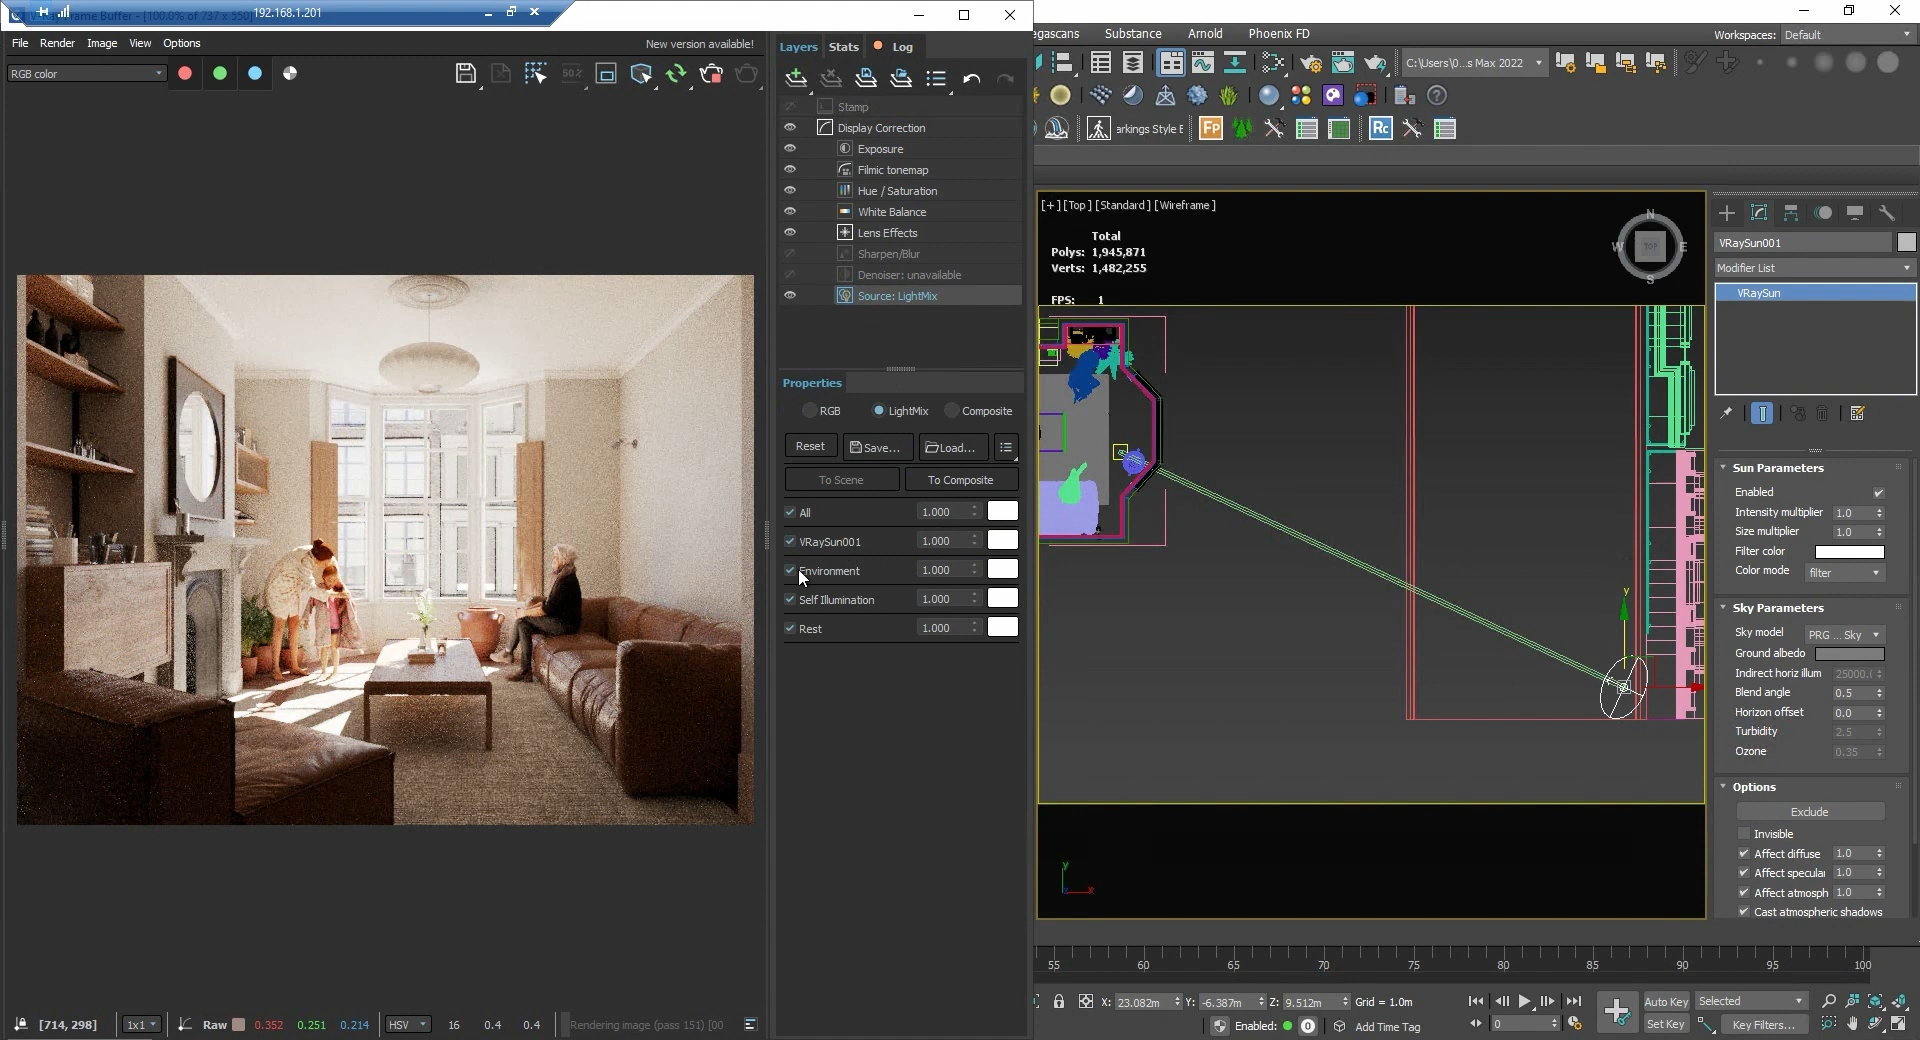 192.168.1.201
File Render Image View Options
New version available!
RGB color
50%
Layers Stats Log
Stamp
Display Correction
Exposure
Filmic tonemap
Hue / Saturation
White Balance
Lens Effects
Sharpen/Blur
Denoiser: unavailable
Source: LightMix
Properties
RGB LightMix Composite
Reset Save... Load...
To Scene To Composite
All 1.000
VRaySun001 1.000
Environment 1.000
Self Illumination 1.000
Rest 1.000
[714, 298] 1x1 Raw 0.352 0.251 0.214 HSV 16 0.4 0.4 Rendering image (pass 151) [00
egascans Substance Arnold Phoenix FD
Workspaces: Default
C:\Users\0...s Max 2022
arkings Style E
Fp
Rc
[+] [Top] [Standard] [Wireframe]
Total
Polys: 1,945,871
Verts: 1,482,255
FPS: 1
N
W TOP E
S
y
y
x
VRaySun001
Modifier List
VRaySun
Sun Parameters
Enabled
Intensity multiplier 1.0
Size multiplier 1.0
Filter color
Color mode filter
Sky Parameters
Sky model PRG ... Sky
Ground albedo
Indirect horiz illum 25000.(
Blend angle 0.5
Horizon offset 0.0
Turbidity 2.5
Ozone 0.35
Options
Exclude
Invisible
Affect diffuse 1.0
Affect specular 1.0
Affect atmosph 1.0
Cast atmospheric shadows
55 60 65 70 75 80 85 90 95 100
X: 23.082m Y: -6.387m Z: 9.512m Grid = 1.0m
Enabled: 0 Add Time Tag
0
Auto Key Selected
Set Key Key Filters...